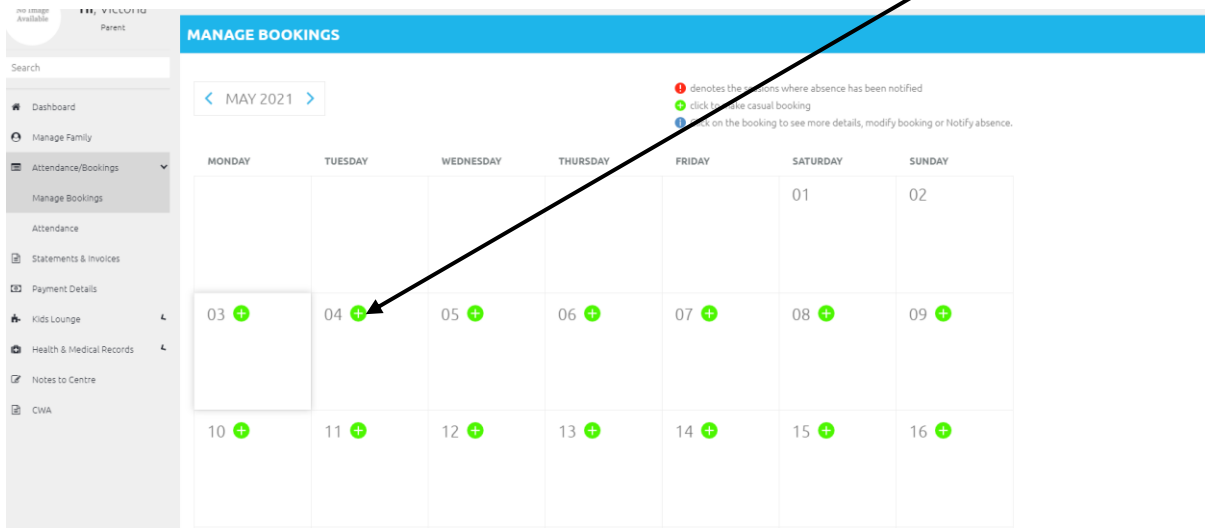 No Image
Available
Hi, Victoria
Parent
MANAGE BOOKINGS
Search
Dashboard
Manage Family
Attendance/Bookings
Manage Bookings
Attendance
Statements & Invoices
Payment Details
Kids Lounge
Health & Medical Records
Notes to Centre
CWA
MAY 2021
denotes the sessions where absence has been notified
click to make casual booking
Click on the booking to see more details, modify booking or Notify absence.
MONDAY TUESDAY WEDNESDAY THURSDAY FRIDAY SATURDAY SUNDAY
01 02
03 04 05 06 07 08 09
10 11 12 13 14 15 16